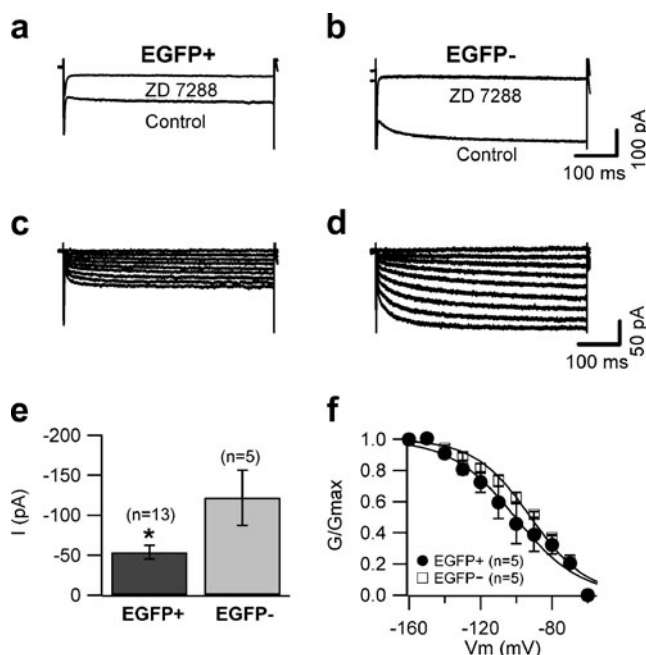 a
EGFP+
ZD 7288
Control
b
EGFP-
ZD 7288
Control
100 pA
100 ms
c
d
50 pA
100 ms
e
I (pA)
-200
-150
-100
-50
0
(n=13)
*
(n=5)
EGFP+
EGFP-
f
G/Gmax
1.0
0.8
0.6
0.4
0.2
0.0
EGFP+ (n=5)
EGFP− (n=5)
-160
-120
-80
Vm (mV)